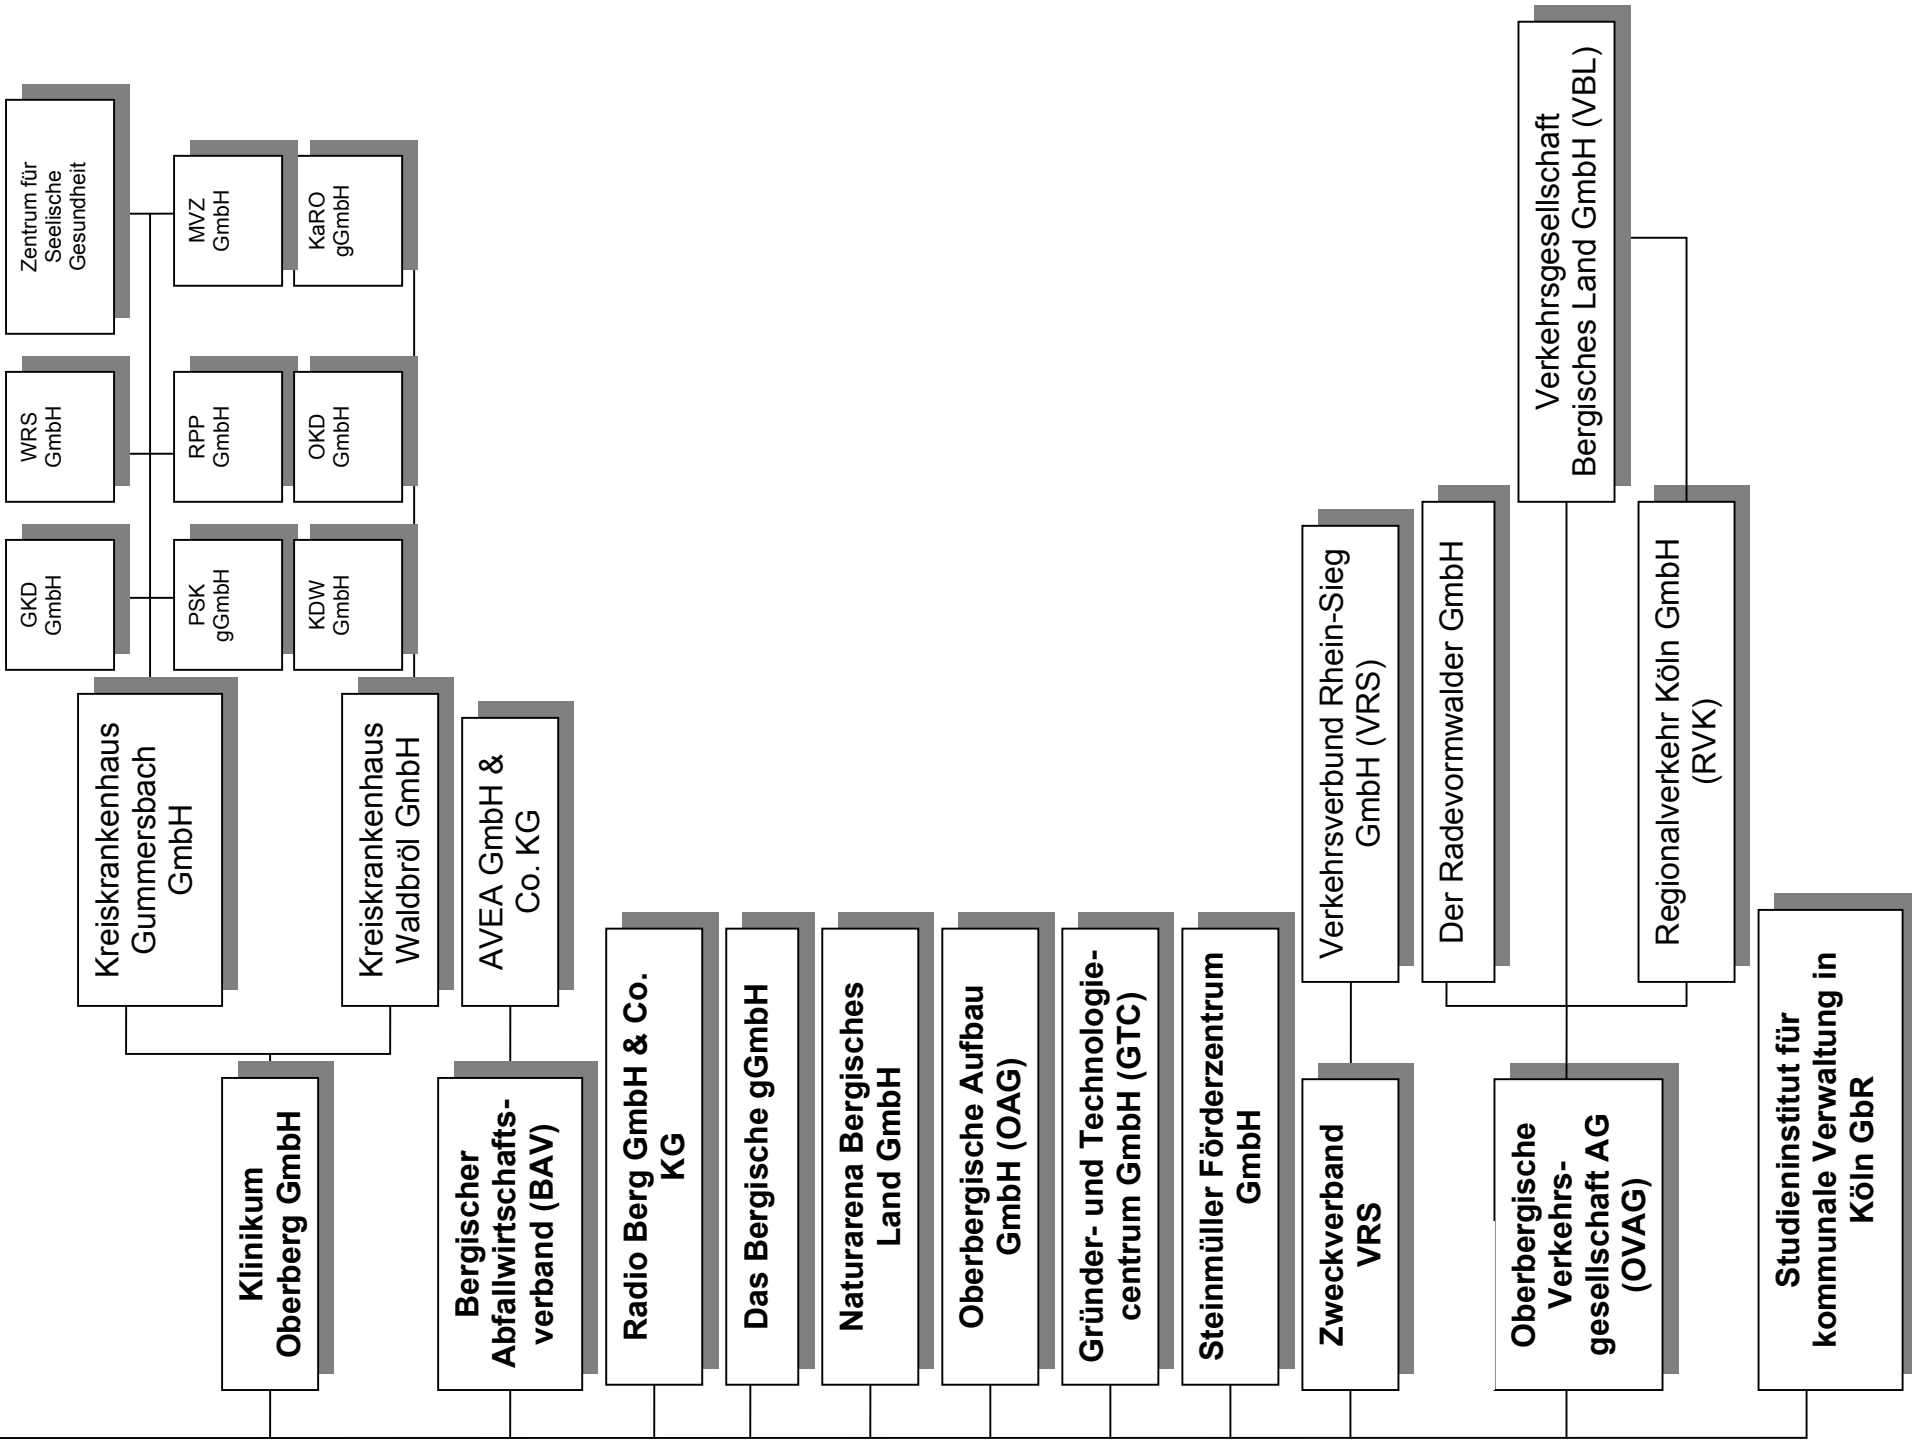 Klinikum
Oberberg GmbH
Kreiskrankenhaus
Gummersbach
GmbH
GKD
GmbH
WRS
GmbH
Zentrum für
Seelische
Gesundheit
PSK
gGmbH
RPP
GmbH
MVZ
GmbH
Kreiskrankenhaus
Waldbröl GmbH
KDW
GmbH
OKD
GmbH
KaRO
gGmbH
Bergischer
Abfallwirtschafts-
verband (BAV)
AVEA GmbH &
Co. KG
Radio Berg GmbH & Co.
KG
Das Bergische gGmbH
Naturarena Bergisches
Land GmbH
Oberbergische Aufbau
GmbH (OAG)
Gründer- und Technologie-
centrum GmbH (GTC)
Steinmüller Förderzentrum
GmbH
Zweckverband
VRS
Verkehrsverbund Rhein-Sieg
GmbH (VRS)
Oberbergische
Verkehrs-
gesellschaft AG
(OVAG)
Der Radevormwalder GmbH
Verkehrsgesellschaft
Bergisches Land GmbH (VBL)
Regionalverkehr Köln GmbH
(RVK)
Studieninstitut für
kommunale Verwaltung in
Köln GbR